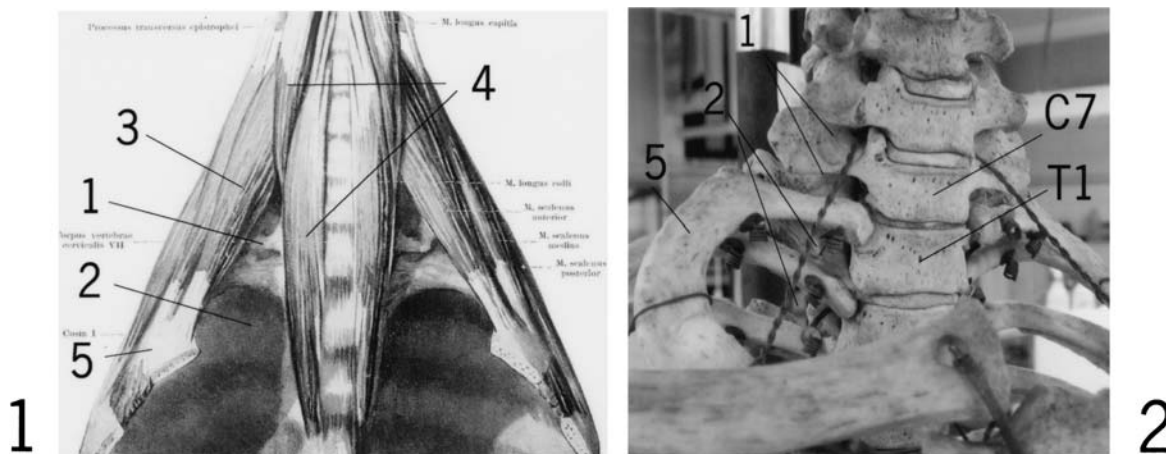 Processus transversus epistrophei
M. longus capitis
4
3
1
M. longus colli
M. scalenus
anterior
Corpus vertebrae
cervicalis VII
M. scalenus
medius
2
M. scalenus
posterior
Costa I
5
1
1
2
5
C7
T1
2